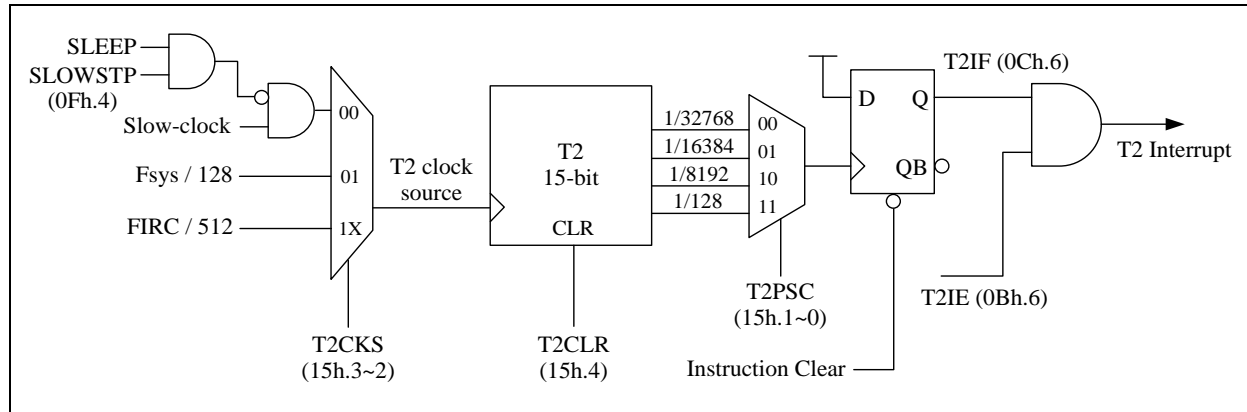 SLEEP
SLOWSTP
(0Fh.4)
Slow-clock
Fsys / 128
FIRC / 512
00
01
1X
T2CKS
(15h.3~2)
T2 clock
source
T2
15-bit
CLR
T2CLR
(15h.4)
1/32768
1/16384
1/8192
1/128
00
01
10
11
T2PSC
(15h.1~0)
D
Q
QB
Instruction Clear
T2IF (0Ch.6)
T2IE (0Bh.6)
T2 Interrupt